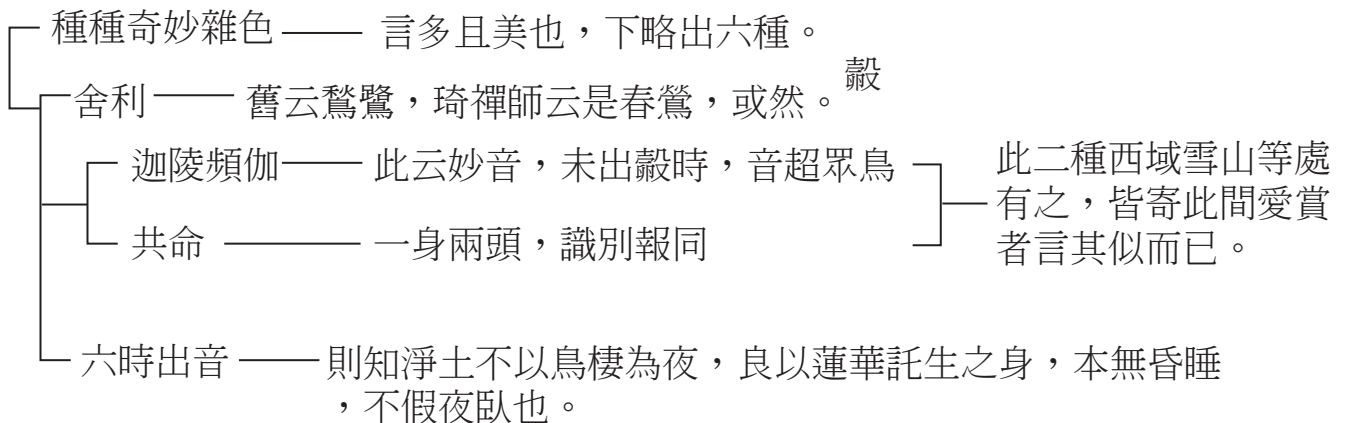 種種奇妙雜色 言多且美也，下略出六種。
舍利 舊云鶖鷺，琦禪師云是春鶯，或然。
㲉
迦陵頻伽 此云妙音，未出㲉時，音超眾鳥
共命 一身兩頭，識別報同
此二種西域雪山等處
有之，皆寄此間愛賞
者言其似而已。
六時出音 則知淨土不以鳥棲為夜，良以蓮華託生之身，本無昏睡
，不假夜臥也。